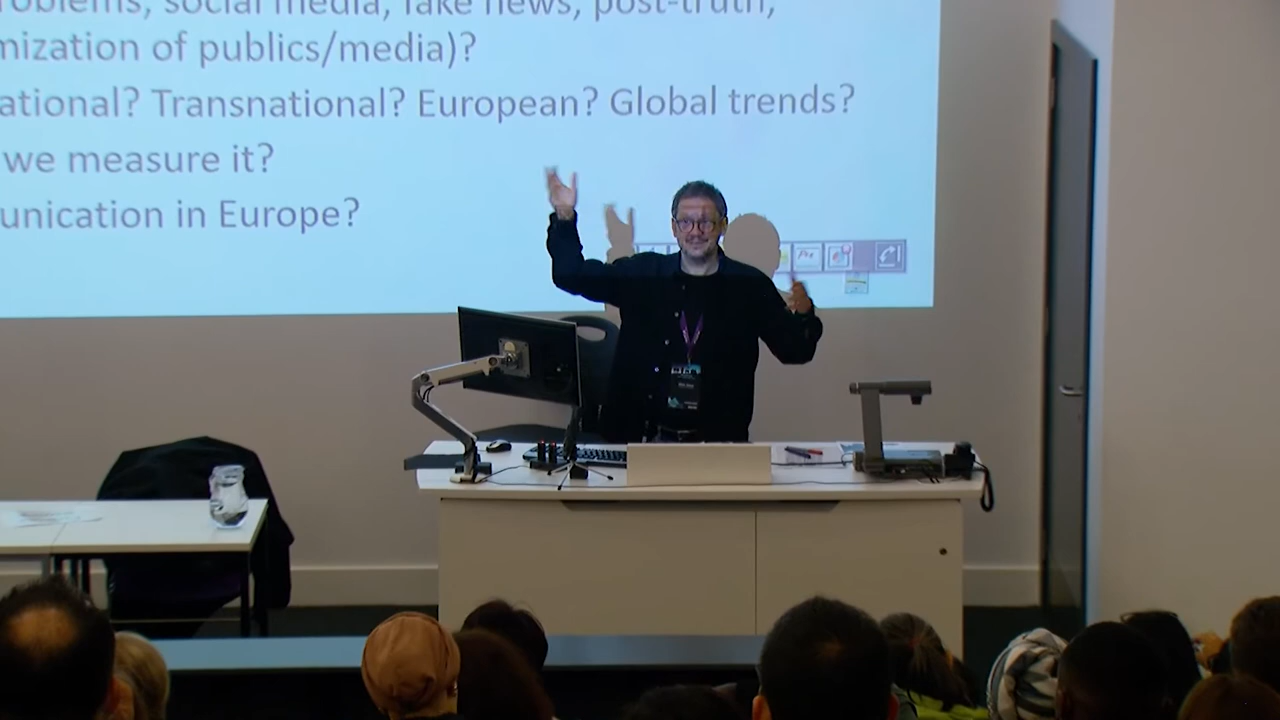 roblems, social media, fake news, post-truth,
mization of publics/media)?
ational? Transnational? European? Global trends?
we measure it?
unication in Europe?